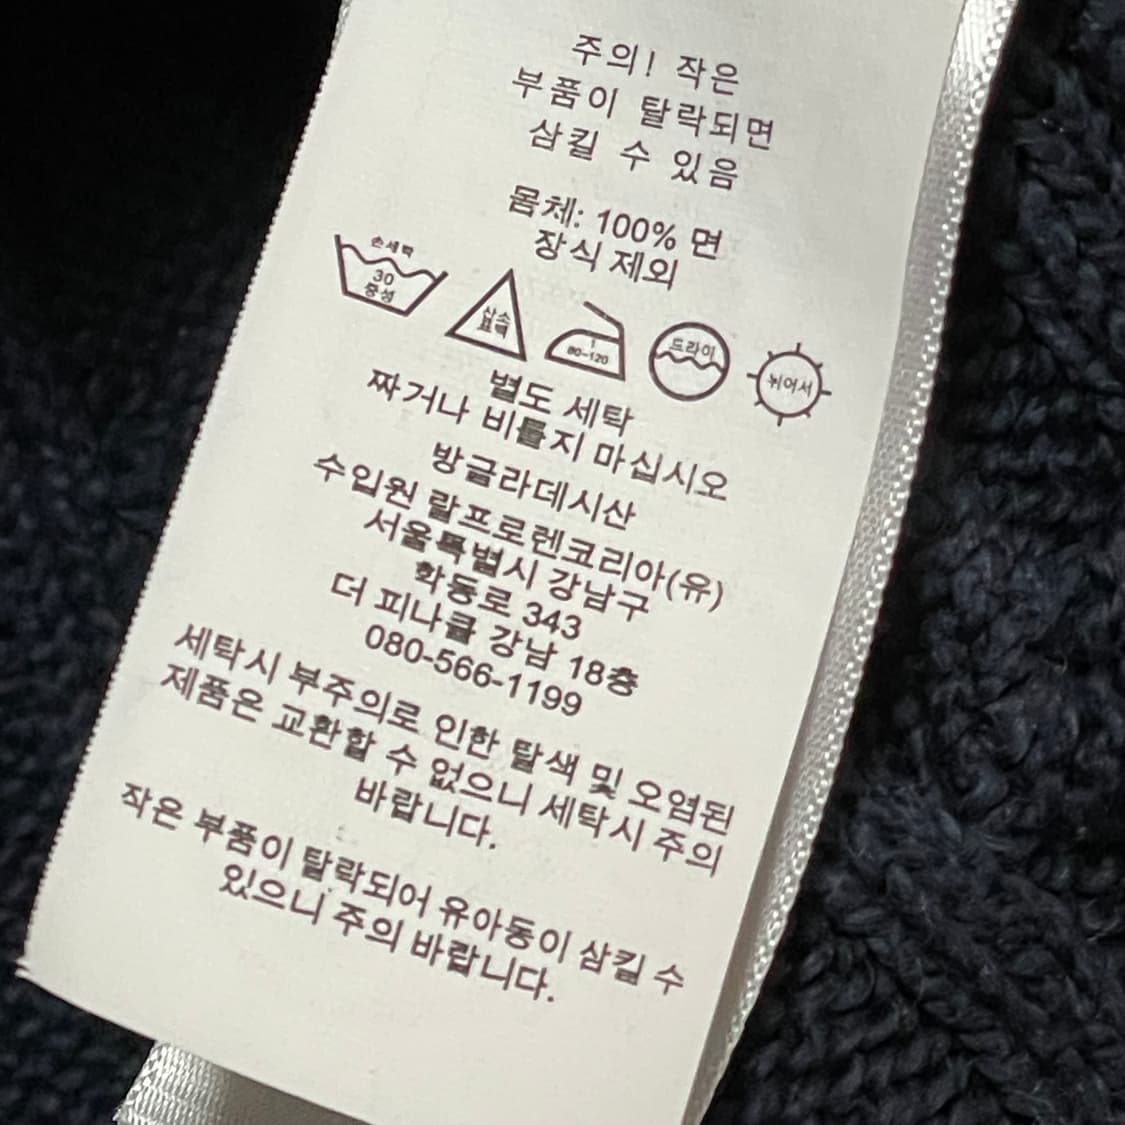 주의! 작은
부품이 탈락되면
삼킬 수 있음
몸체: 100% 면
장식 제외
손세탁
30
중성
산소
표백
1
80-120
드라이
뉘어서
별도 세탁
짜거나 비틀지 마십시오
방글라데시산
수입원 랄프로렌코리아(유)
서울특별시 강남구
학동로 343
더 피나클 강남 18층
080-566-1199
세탁시 부주의로 인한 탈색 및 오염된
제품은 교환할 수 없으니 세탁시 주의
바랍니다.
작은 부품이 탈락되어 유아동이 삼킬 수
있으니 주의 바랍니다.